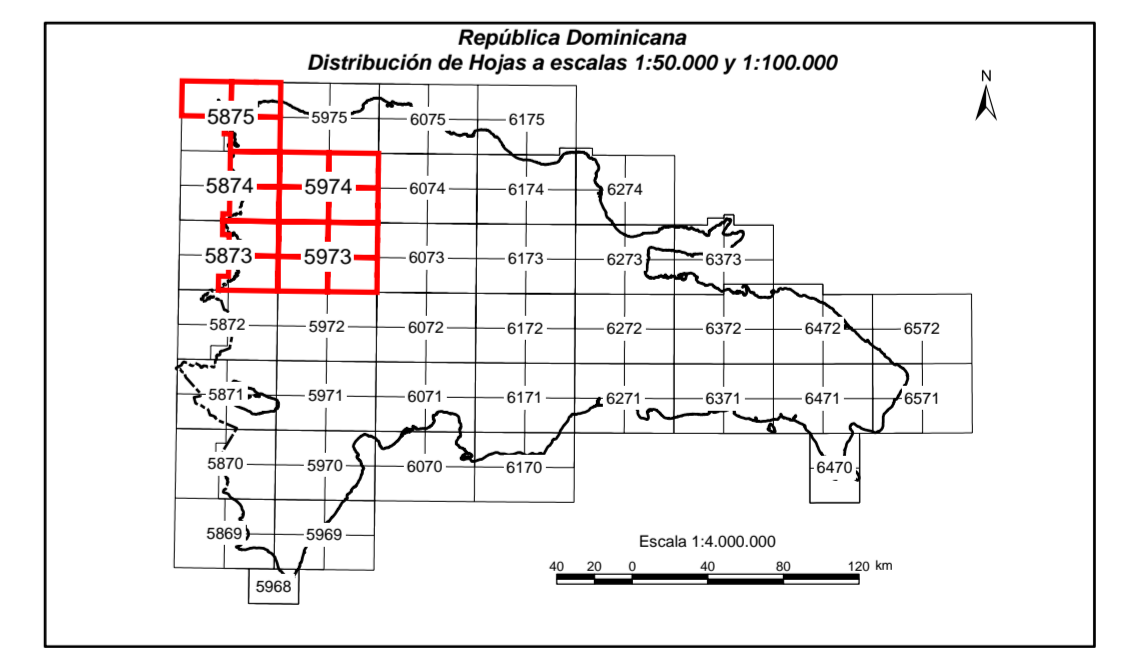 República Dominicana
Distribución de Hojas a escalas 1:50.000 y 1:100.000
N
5875 5975 6075 6175
5874 5974 6074 6174 6274
5873 5973 6073 6173 6273 6373
5872 5972 6072 6172 6272 6372 6472 6572
5871 5971 6071 6171 6271 6371 6471 6571
5870 5970 6070 6170 6470
5869 5969
Escala 1:4.000.000
40 20 0 40 80 120 km
5968